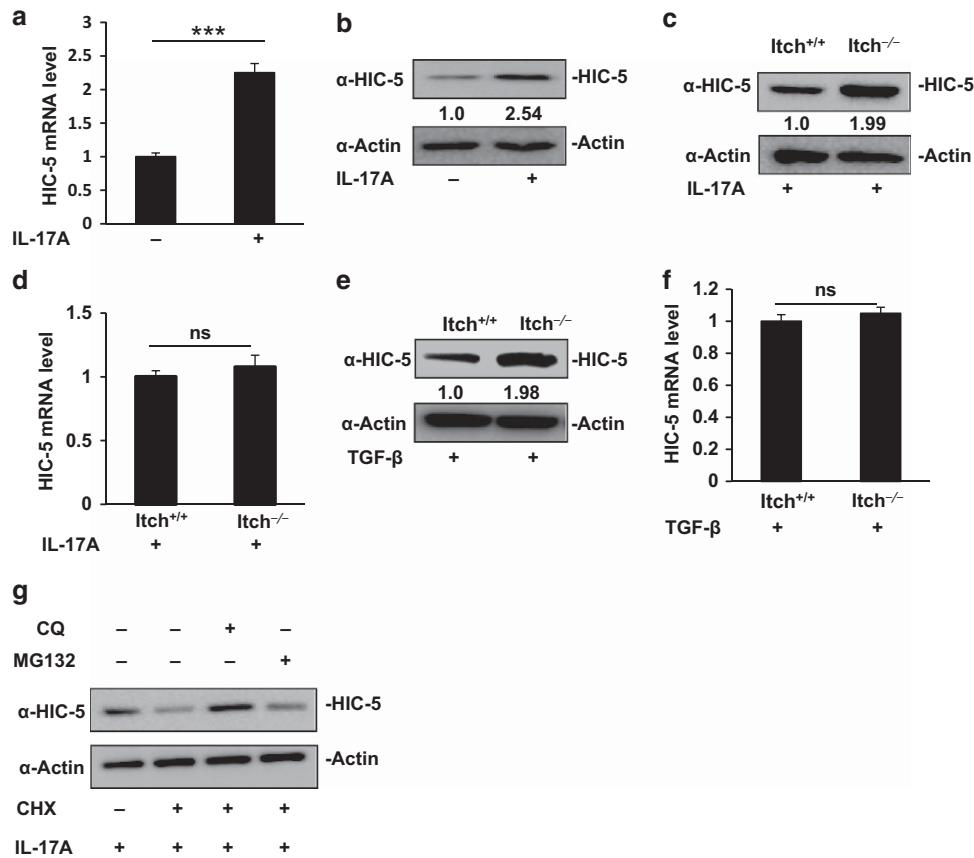 a
HIC-5 mRNA level
3
2.5
2
1.5
1
0.5
0
***
IL-17A – +
b
α-HIC-5 -HIC-5
1.0 2.54
α-Actin -Actin
IL-17A – +
c
Itch+/+ Itch–/–
α-HIC-5 -HIC-5
1.0 1.99
α-Actin -Actin
IL-17A + +
d
HIC-5 mRNA level
1.5
1
0.5
0
ns
Itch+/+ Itch–/–
IL-17A + +
e
Itch+/+ Itch–/–
α-HIC-5 -HIC-5
1.0 1.98
α-Actin -Actin
TGF-β + +
f
HIC-5 mRNA level
1.2
1
0.8
0.6
0.4
0.2
0
ns
Itch+/+ Itch–/–
TGF-β + +
g
CQ – – + –
MG132 – – – +
α-HIC-5 -HIC-5
α-Actin -Actin
CHX – + + +
IL-17A + + + +